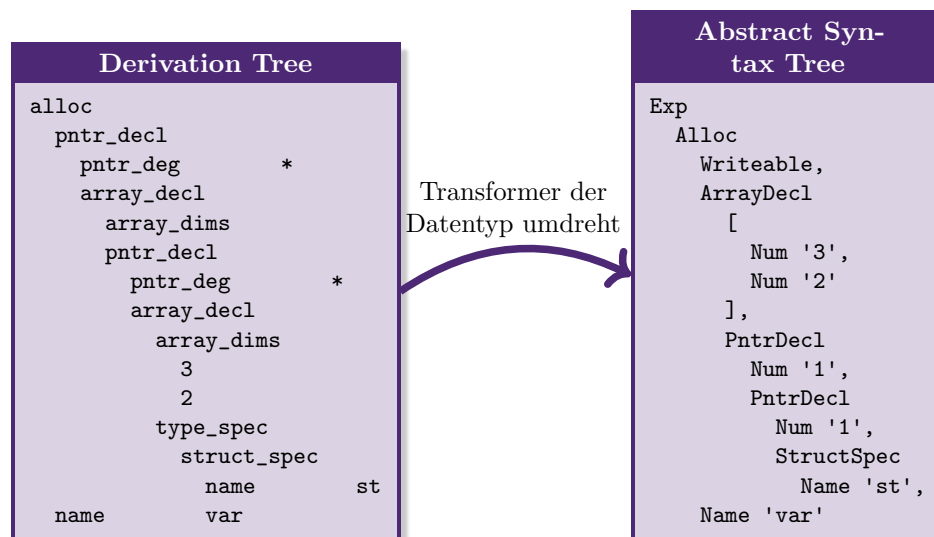 Derivation Tree
alloc
  pntr_decl
    pntr_deg        *
    array_decl
      array_dims
      pntr_decl
        pntr_deg        *
        array_decl
          array_dims
            3
            2
          type_spec
            struct_spec
              name        st
  name        var
Transformer der
Datentyp umdreht
Abstract Syn-
tax Tree
Exp
  Alloc
    Writeable,
    ArrayDecl
      [
        Num '3',
        Num '2'
      ],
      PntrDecl
        Num '1',
        PntrDecl
          Num '1',
          StructSpec
            Name 'st',
    Name 'var'